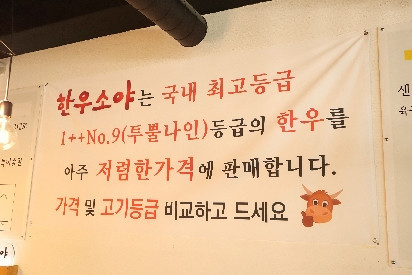 한우소야는 국내 최고등급
1++No.9(투뿔나인)등급의 한우를
아주 저렴한가격에 판매합니다.
가격 및 고기등급 비교하고 드세요
센